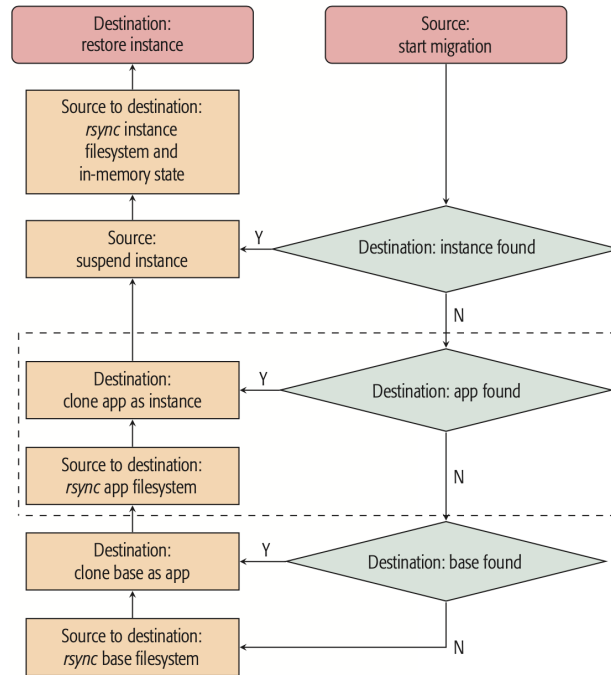 Destination:
restore instance
Source:
start migration
Source to destination:
rsync instance
filesystem and
in-memory state
Source:
suspend instance
Y
Destination: instance found
N
Destination:
clone app as instance
Y
Destination: app found
Source to destination:
rsync app filesystem
N
Destination:
clone base as app
Y
Destination: base found
Source to destination:
rsync base filesystem
N